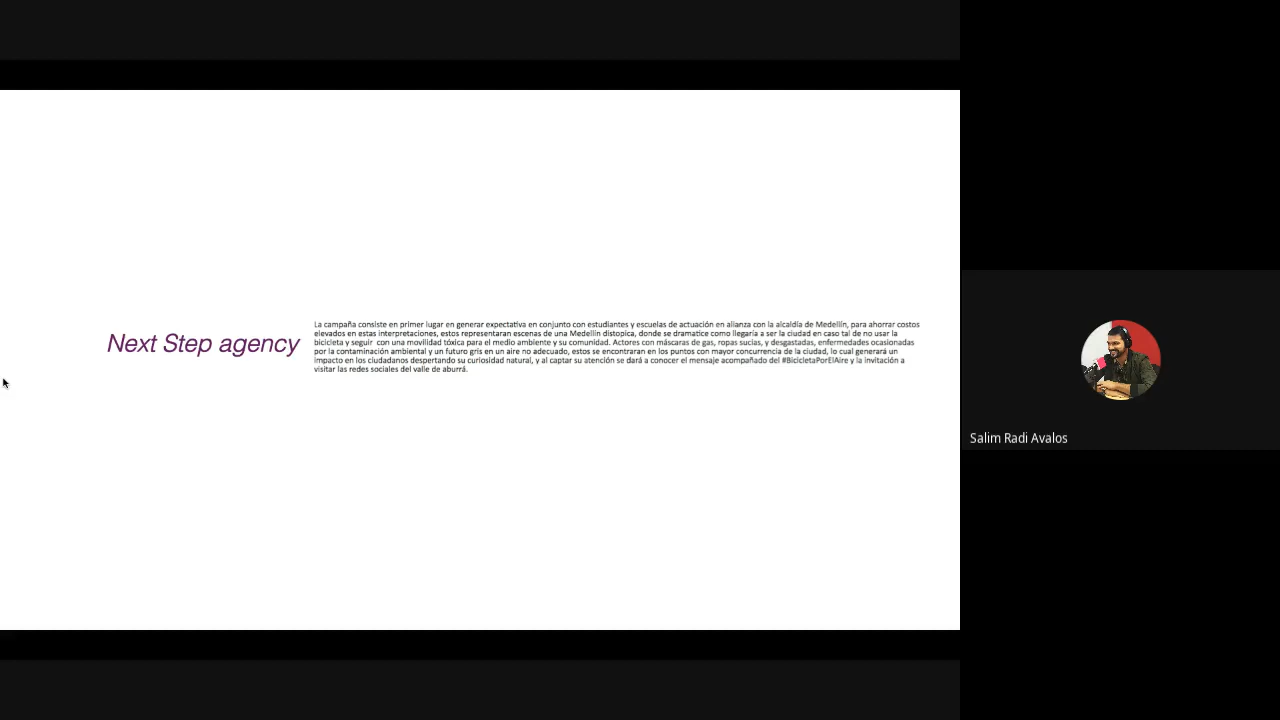 Next Step agency
La campaña consiste en primer lugar en generar expectativa en conjunto con estudiantes y escuelas de actuación en alianza con la alcaldía de Medellín, para ahorrar costos
elevados en estas interpretaciones, estos representaran escenas de una Medellín distopica, donde se dramatice como llegaría a ser la ciudad en caso tal de no usar la
bicicleta y seguir con una movilidad tóxica para el medio ambiente y su comunidad. Actores con máscaras de gas, ropas sucias, y desgastadas, enfermedades ocasionadas
por la contaminación ambiental y un futuro gris en un aire no adecuado, estos se encontraran en los puntos con mayor concurrencia de la ciudad, lo cual generará un
impacto en los ciudadanos despertando su curiosidad natural, y al captar su atención se dará a conocer el mensaje acompañado del #BicicletaPorElAire y la invitación a
visitar las redes sociales del valle de aburrá.
Salim Radi Avalos